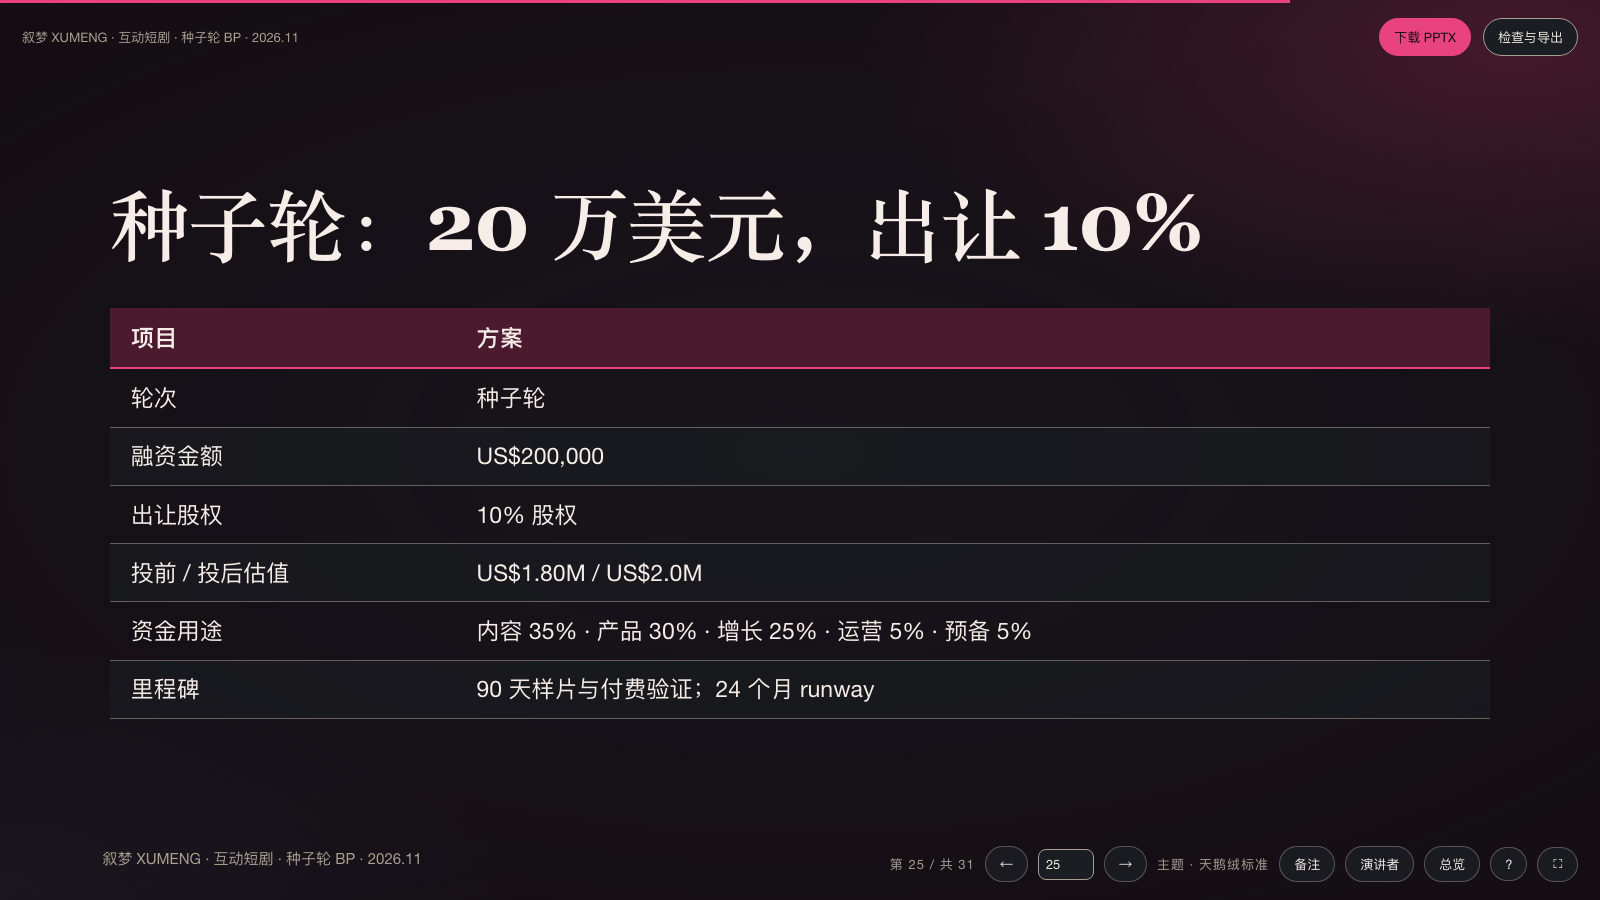 叙梦 XUMENG · 互动短剧 · 种子轮 BP · 2026.11
下载 PPTX
检查与导出
种子轮：20 万美元，出让 10%
项目 方案
轮次 种子轮
融资金额 US$200,000
出让股权 10% 股权
投前 / 投后估值 US$1.80M / US$2.0M
资金用途 内容 35% · 产品 30% · 增长 25% · 运营 5% · 预备 5%
里程碑 90 天样片与付费验证；24 个月 runway
叙梦 XUMENG · 互动短剧 · 种子轮 BP · 2026.11
第 25 / 共 31 ← 25 → 主题 · 天鹅绒标准 备注 演讲者 总览 ?